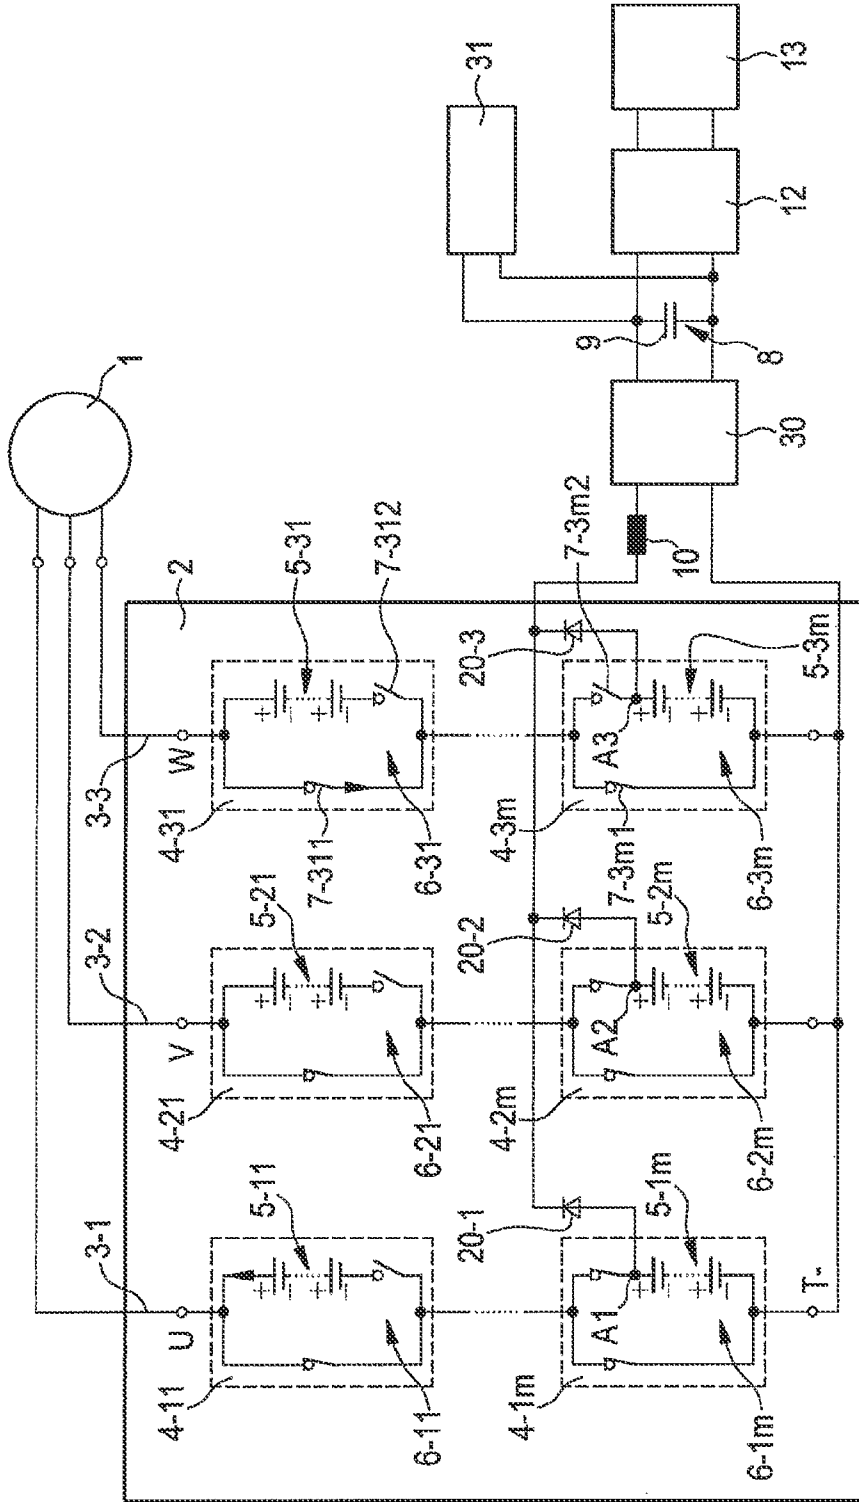 1
2
31
13
12
9
8
30
10
3-3
3-2
3-1
W
V
U
5-31
7-312
4-31
7-311
6-31
5-21
4-21
6-21
5-11
4-11
6-11
20-3
7-3m2
5-3m
A3
4-3m
7-3m1
6-3m
20-2
5-2m
A2
4-2m
6-2m
20-1
5-1m
A1
4-1m
6-1m
T-
+ -
+ -
+ -
+ -
+ -
+ -
+ -
+ -
+ -
+ -
+ -
+ -